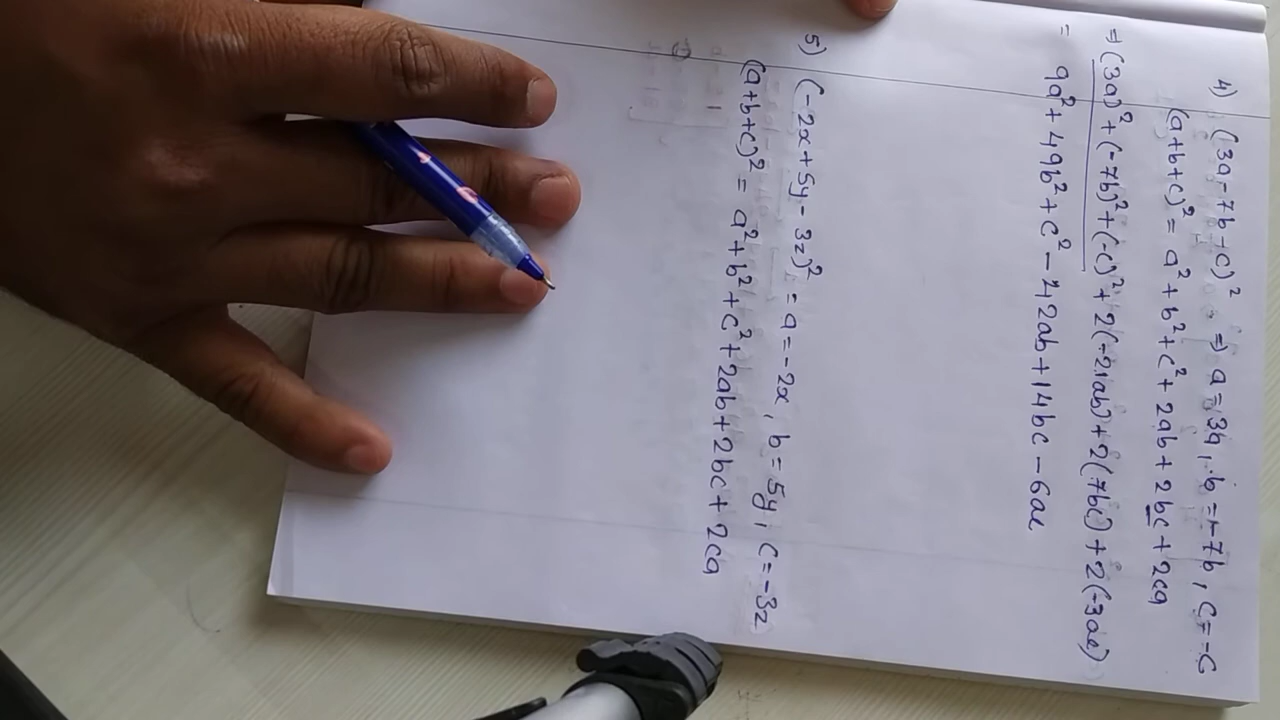 4) (3a - 7b - c)² , ⇒ a = 3a, b = -7b, c = -c
(a+b+c)² = a² + b² + c² + 2ab + 2bc + 2ca
⇒ (3a)² + (-7b)² + (-c)² + 2(-21ab) + 2(7bc) + 2(-3ac)
= 9a² + 49b² + c² - 42ab + 14bc - 6ac
5) (-2x + 5y - 3z)² = a = -2x, b = 5y, c = -3z
(a+b+c)² = a² + b² + c² + 2ab + 2bc + 2ca